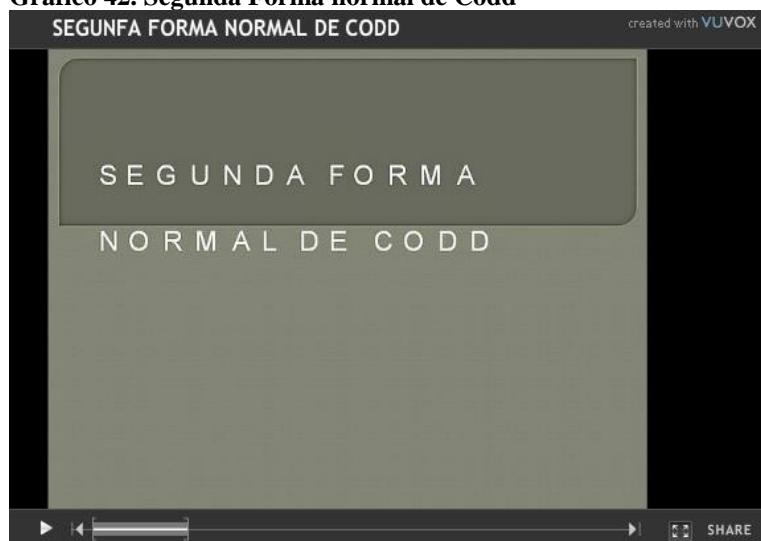 Gráfico 42. Segunda Forma normal de Codd
SEGUNFA FORMA NORMAL DE CODD
created with VUVOX
SEGUNDA FORMA
NORMAL DE CODD
SHARE